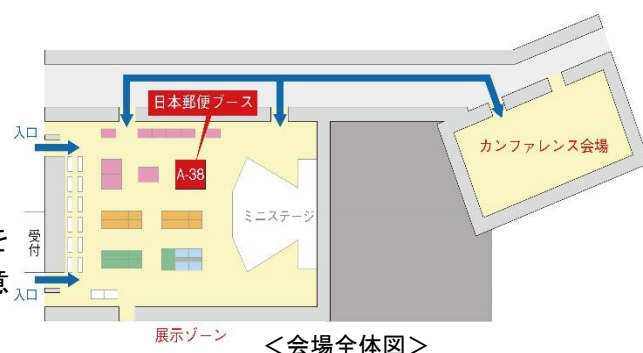 日本郵便ブース
入口
A-38
カンファレンス会場
ミニステージ
を
受付
意
入口
展示ゾーン
＜会場全体図＞